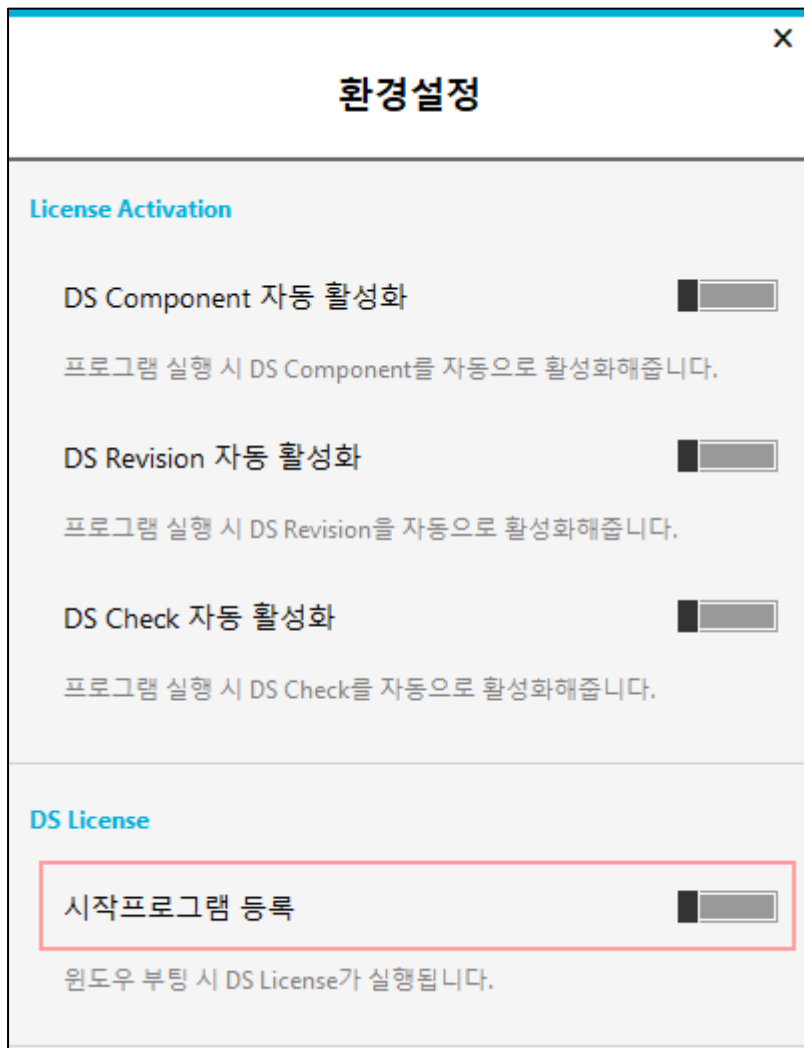 환경설정
License Activation
DS Component 자동 활성화
프로그램 실행 시 DS Component를 자동으로 활성화해줍니다.
DS Revision 자동 활성화
프로그램 실행 시 DS Revision을 자동으로 활성화해줍니다.
DS Check 자동 활성화
프로그램 실행 시 DS Check를 자동으로 활성화해줍니다.
DS License
시작프로그램 등록
윈도우 부팅 시 DS License가 실행됩니다.